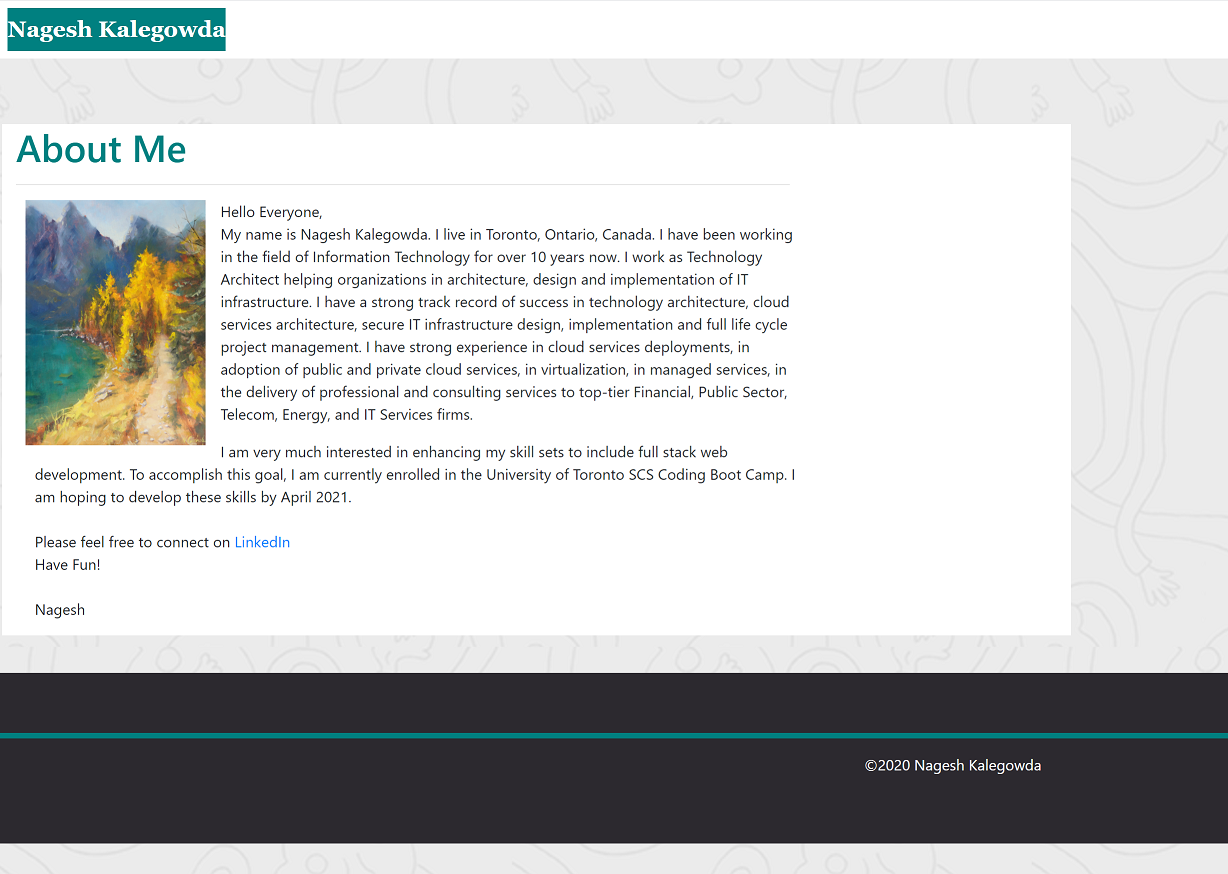 Nagesh Kalegowda
About Me
Hello Everyone,
My name is Nagesh Kalegowda. I live in Toronto, Ontario, Canada. I have been working
in the field of Information Technology for over 10 years now. I work as Technology
Architect helping organizations in architecture, design and implementation of IT
infrastructure. I have a strong track record of success in technology architecture, cloud
services architecture, secure IT infrastructure design, implementation and full life cycle
project management. I have strong experience in cloud services deployments, in
adoption of public and private cloud services, in virtualization, in managed services, in
the delivery of professional and consulting services to top-tier Financial, Public Sector,
Telecom, Energy, and IT Services firms.
I am very much interested in enhancing my skill sets to include full stack web
development. To accomplish this goal, I am currently enrolled in the University of Toronto SCS Coding Boot Camp. I
am hoping to develop these skills by April 2021.
Please feel free to connect on LinkedIn
Have Fun!
Nagesh
©2020 Nagesh Kalegowda